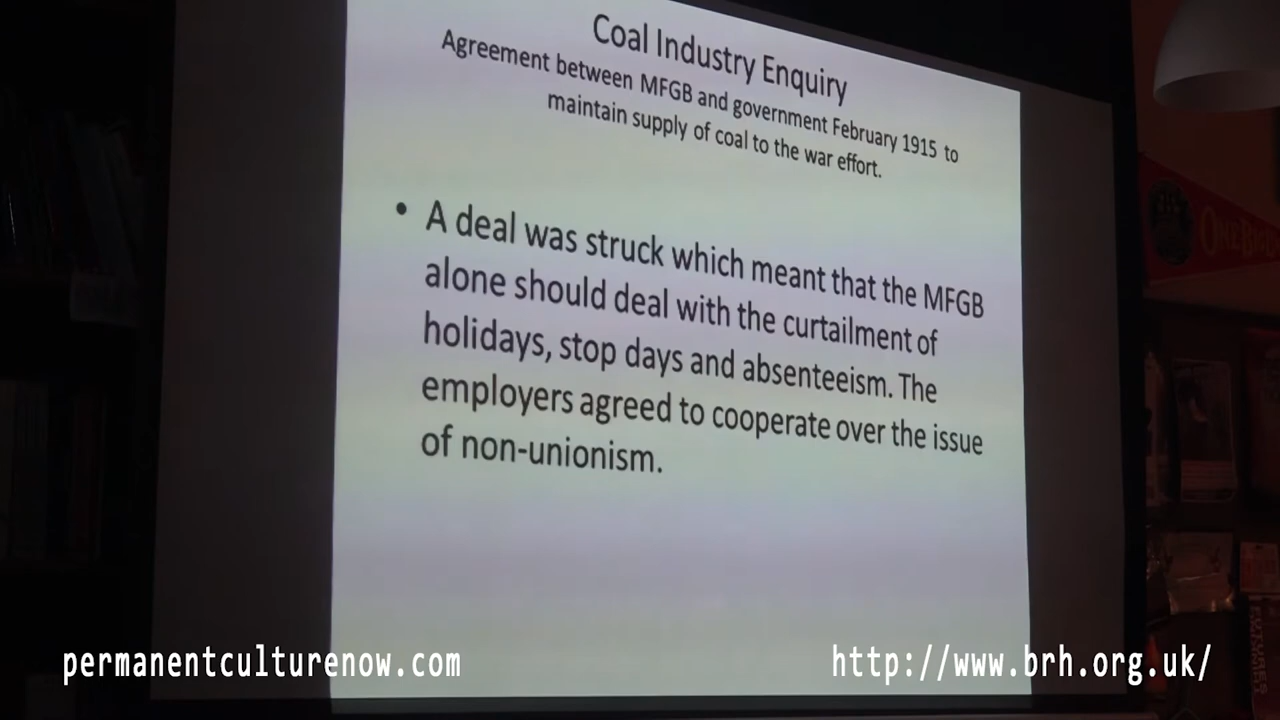 Coal Industry Enquiry
Agreement between MFGB and government February 1915 to
maintain supply of coal to the war effort.
• A deal was struck which meant that the MFGB
alone should deal with the curtailment of
holidays, stop days and absenteeism. The
employers agreed to cooperate over the issue
of non-unionism.
ONE BIG
permanentculturenow.com
http://www.brh.org.uk/